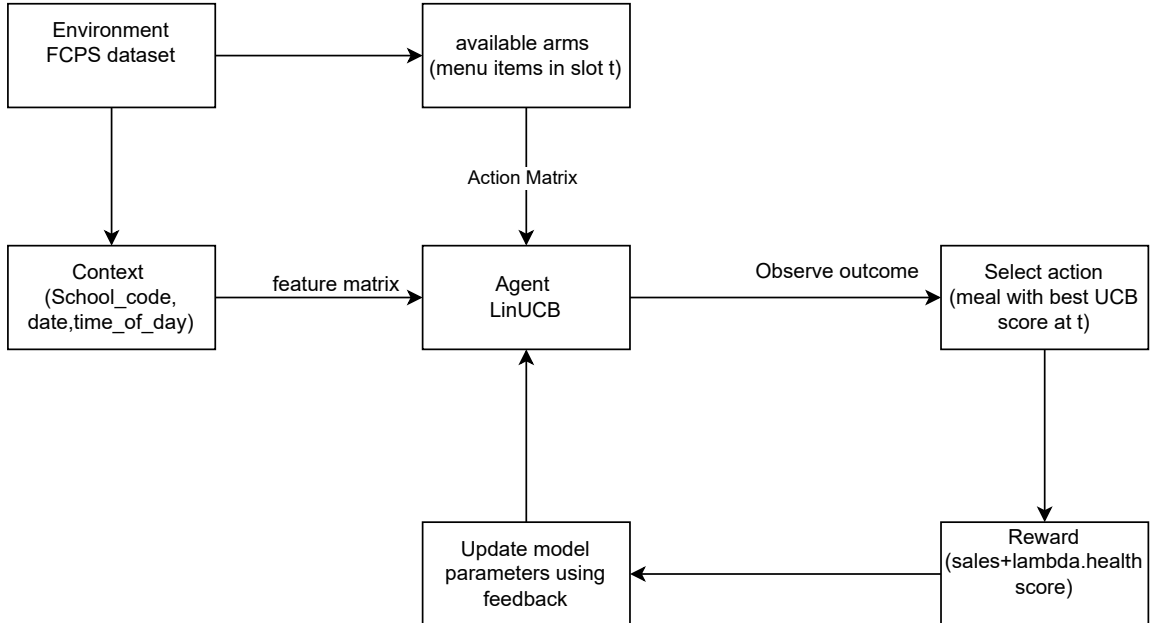 Environment
FCPS dataset
available arms
(menu items in slot t)
Action Matrix
Context
(School_code,
date,time_of_day)
feature matrix
Agent
LinUCB
Observe outcome
Select action
(meal with best UCB
score at t)
Update model
parameters using
feedback
Reward
(sales+lambda.health
score)